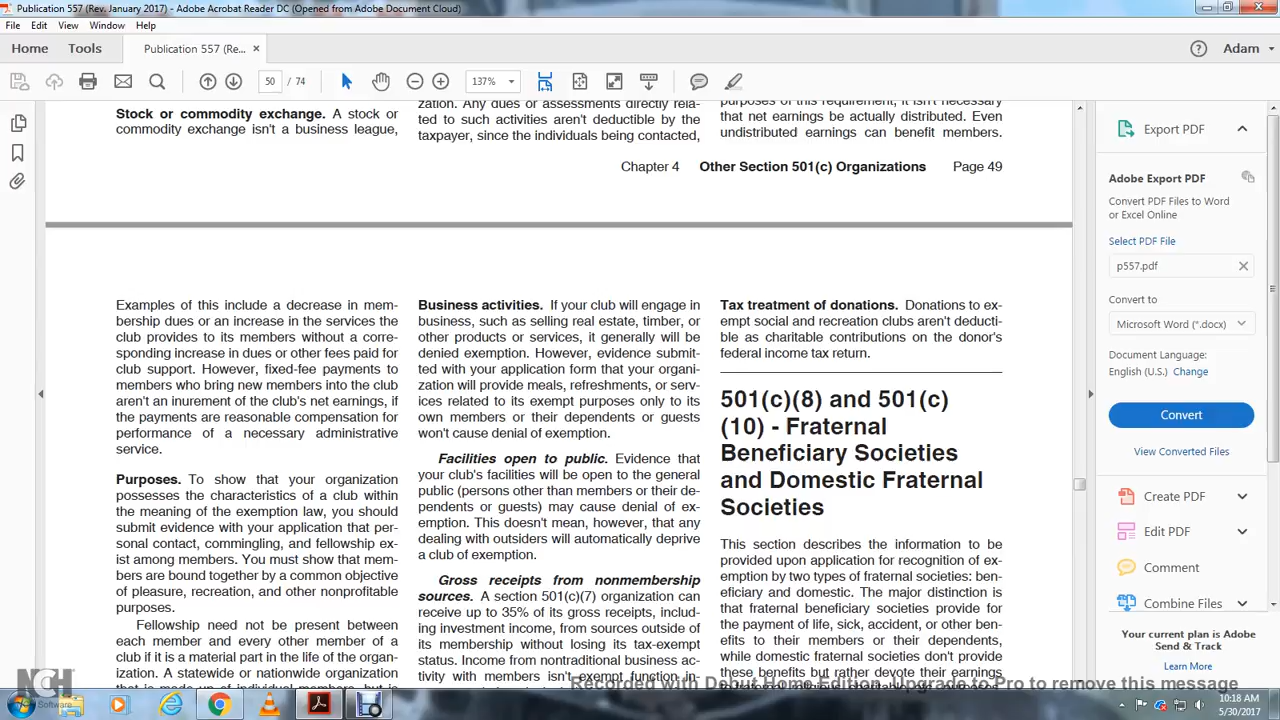 Publication 557 (Rev. January 2017) - Adobe Acrobat Reader DC (Opened from Adobe Document Cloud)
File Edit View Window Help
Home Tools Publication 557 (Re... × Adam
50 / 74 137%
Stock or commodity exchange. A stock or
commodity exchange isn't a business league,
zation. Any dues or assessments directly rela-
ted to such activities aren't deductible by the
taxpayer, since the individuals being contacted,
purposes of this requirement, it isn't necessary
that net earnings be actually distributed. Even
undistributed earnings can benefit members.
Chapter 4 Other Section 501(c) Organizations Page 49
Examples of this include a decrease in mem-
bership dues or an increase in the services the
club provides to its members without a corre-
sponding increase in dues or other fees paid for
club support. However, fixed-fee payments to
members who bring new members into the club
aren't an inurement of the club's net earnings, if
the payments are reasonable compensation for
performance of a necessary administrative
service.
Purposes. To show that your organization
possesses the characteristics of a club within
the meaning of the exemption law, you should
submit evidence with your application that per-
sonal contact, commingling, and fellowship ex-
ist among members. You must show that mem-
bers are bound together by a common objective
of pleasure, recreation, and other nonprofitable
purposes.
Fellowship need not be present between
each member and every other member of a
club if it is a material part in the life of the organ-
ization. A statewide or nationwide organization
Business activities. If your club will engage in
business, such as selling real estate, timber, or
other products or services, it generally will be
denied exemption. However, evidence submit-
ted with your application form that your organi-
zation will provide meals, refreshments, or serv-
ices related to its exempt purposes only to its
own members or their dependents or guests
won't cause denial of exemption.
Facilities open to public. Evidence that
your club's facilities will be open to the general
public (persons other than members or their de-
pendents or guests) may cause denial of ex-
emption. This doesn't mean, however, that any
dealing with outsiders will automatically deprive
a club of exemption.
Gross receipts from nonmembership
sources. A section 501(c)(7) organization can
receive up to 35% of its gross receipts, includ-
ing investment income, from sources outside of
its membership without losing its tax-exempt
status. Income from nontraditional business ac-
tivity with members isn't exempt function in-
Tax treatment of donations. Donations to ex-
empt social and recreation clubs aren't deducti-
ble as charitable contributions on the donor's
federal income tax return.
501(c)(8) and 501(c)
(10) - Fraternal
Beneficiary Societies
and Domestic Fraternal
Societies
This section describes the information to be
provided upon application for recognition of ex-
emption by two types of fraternal societies: ben-
eficiary and domestic. The major distinction is
that fraternal beneficiary societies provide for
the payment of life, sick, accident, or other ben-
efits to their members or their dependents,
while domestic fraternal societies don't provide
these benefits but rather devote their earnings
Export PDF
Adobe Export PDF
Convert PDF Files to Word
or Excel Online
Select PDF File
p557.pdf
Convert to
Microsoft Word (*.docx)
Document Language:
English (U.S.) Change
Convert
View Converted Files
Create PDF
Edit PDF
Comment
Combine Files
Your current plan is Adobe
Send & Track
Learn More
NCH
Software
Recorded with Debut Home Edition. Upgrade to Pro to remove this message
10:18 AM
5/30/2017